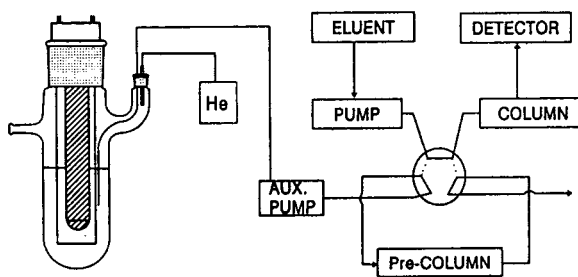 ELUENT
DETECTOR
He
PUMP
COLUMN
AUX.
PUMP
Pre-COLUMN